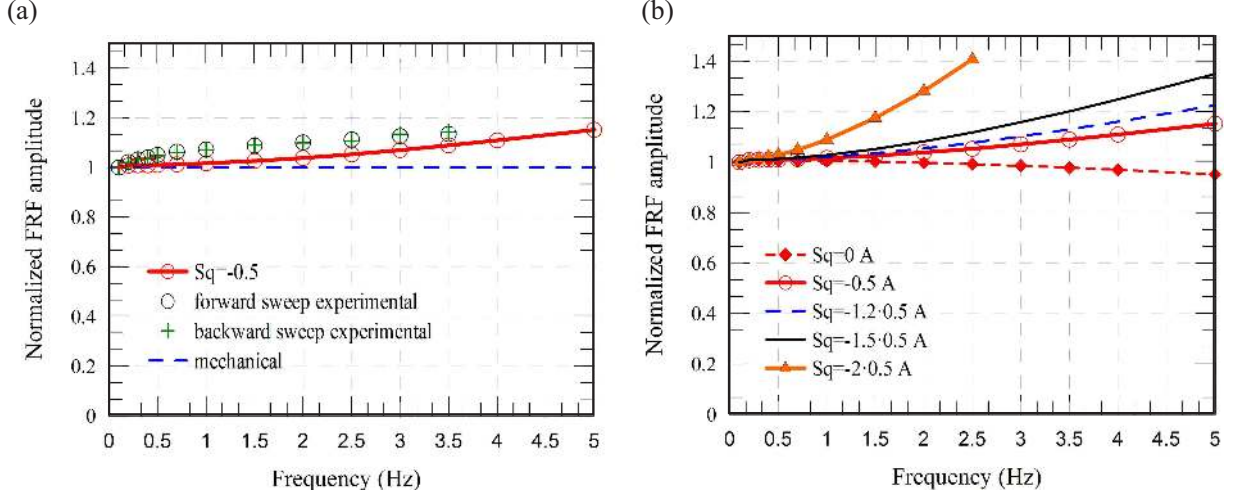 (a)
(b)
Normalized FRF amplitude
1.4
1.2
1
0.8
0.6
0.4
0.2
0
Sq=-0.5
forward sweep experimental
backward sweep experimental
mechanical
0 0.5 1 1.5 2 2.5 3 3.5 4 4.5 5
Frequency (Hz)
Normalized FRF amplitude
1.4
1.2
1
0.8
0.6
0.4
0.2
0
Sq=0 A
Sq=-0.5 A
Sq=-1.2·0.5 A
Sq=-1.5·0.5 A
Sq=-2·0.5 A
0 0.5 1 1.5 2 2.5 3 3.5 4 4.5 5
Frequency (Hz)